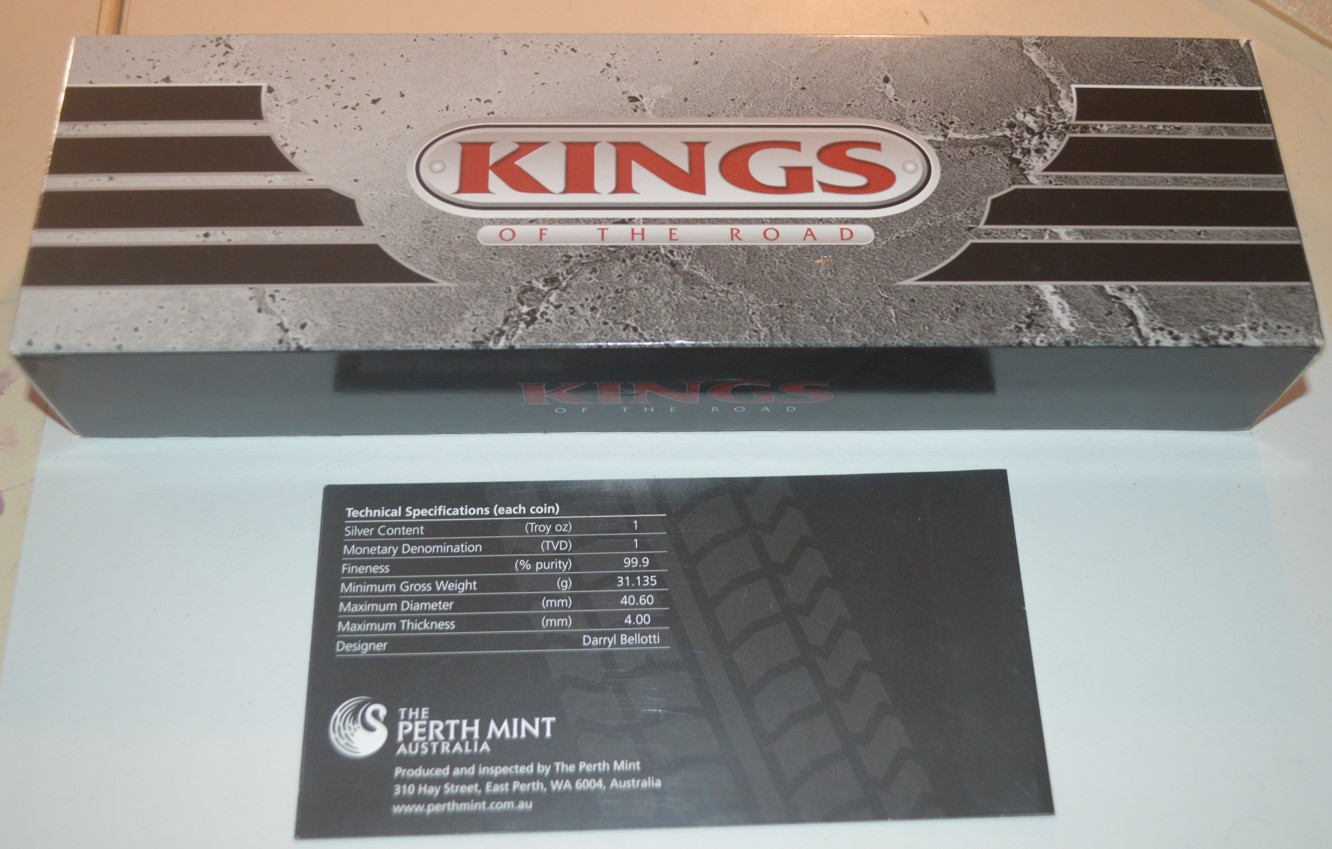 KINGS
OF THE ROAD
KINGS
OF THE ROAD
Technical Specifications (each coin)
Silver Content (Troy oz) 1
Monetary Denomination (TVD) 1
Fineness (% purity) 99.9
Minimum Gross Weight (g) 31.135
Maximum Diameter (mm) 40.60
Maximum Thickness (mm) 4.00
Designer Darryl Bellotti
THE
PERTH MINT
AUSTRALIA
Produced and inspected by The Perth Mint
310 Hay Street, East Perth, WA 6004, Australia
www.perthmint.com.au